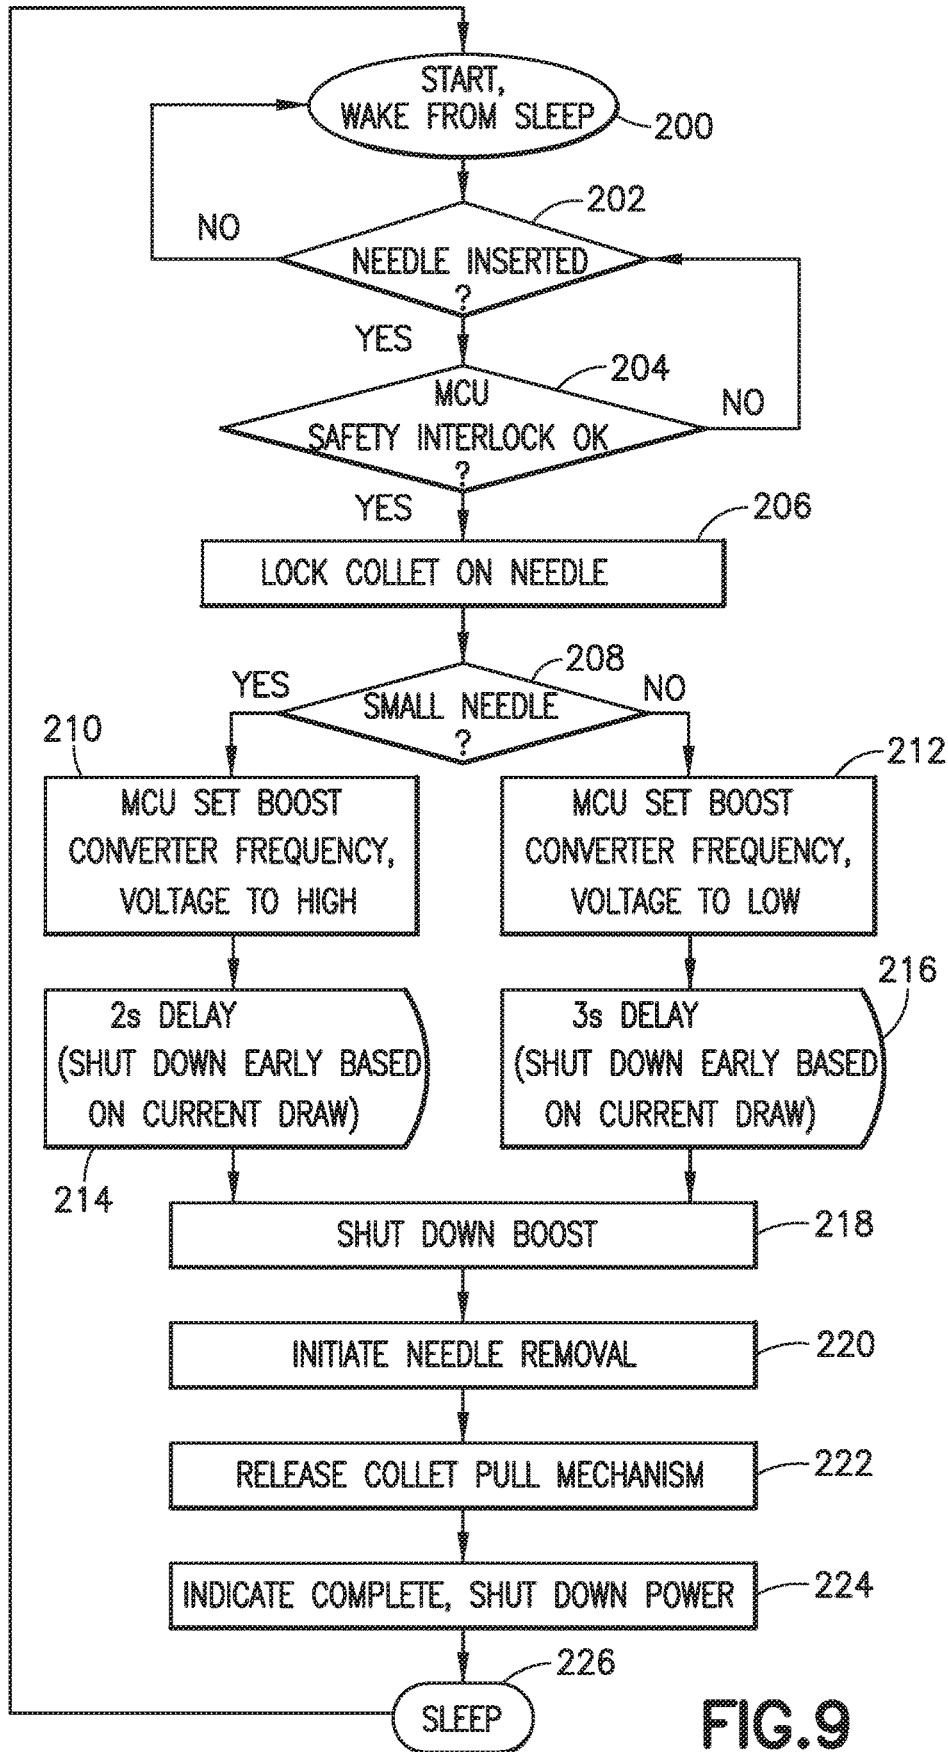 START,
WAKE FROM SLEEP
200
202
NO
NEEDLE INSERTED
?
YES
204
MCU
NO
SAFETY INTERLOCK OK
?
YES
206
LOCK COLLET ON NEEDLE
208
YES
NO
SMALL NEEDLE
?
210
212
MCU SET BOOST
CONVERTER FREQUENCY,
VOLTAGE TO HIGH
MCU SET BOOST
CONVERTER FREQUENCY,
VOLTAGE TO LOW
216
2s DELAY
(SHUT DOWN EARLY BASED
ON CURRENT DRAW)
3s DELAY
(SHUT DOWN EARLY BASED
ON CURRENT DRAW)
214
SHUT DOWN BOOST
218
INITIATE NEEDLE REMOVAL
220
RELEASE COLLET PULL MECHANISM
222
INDICATE COMPLETE, SHUT DOWN POWER
224
226
SLEEP
FIG.9